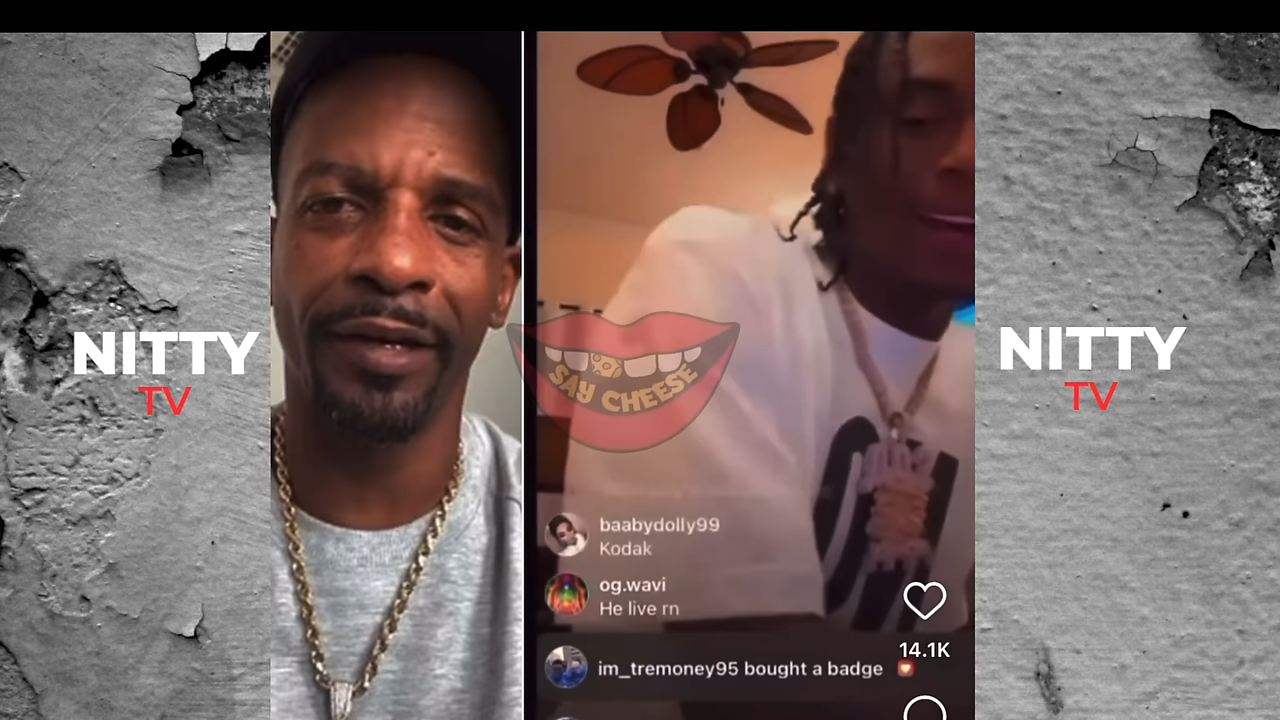 NITTY
TV
SAY CHEESE
baabydolly99
Kodak
og.wavi
He live rn
im_tremoney95 bought a badge
14.1K
NITTY
TV